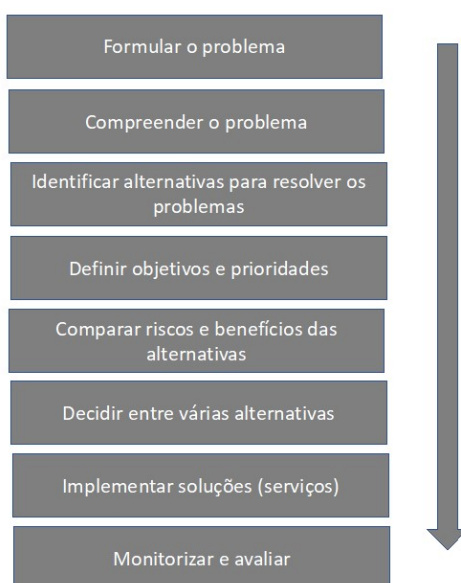 Formular o problema
Compreender o problema
Identificar alternativas para resolver os
problemas
Definir objetivos e prioridades
Comparar riscos e benefícios das
alternativas
Decidir entre várias alternativas
Implementar soluções (serviços)
Monitorizar e avaliar